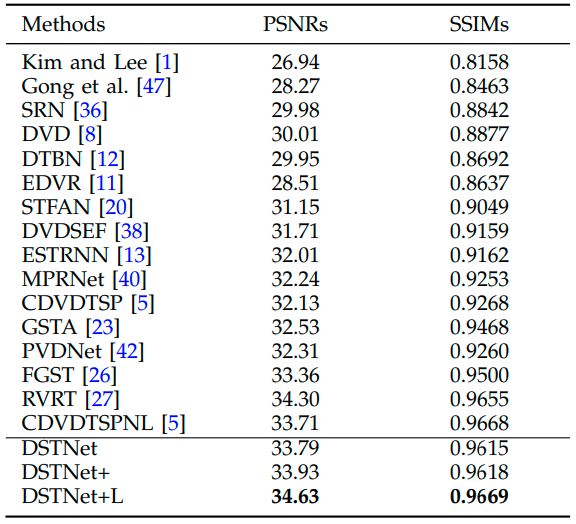 Methods PSNRs SSIMs
Kim and Lee [1] 26.94 0.8158
Gong et al. [47] 28.27 0.8463
SRN [36] 29.98 0.8842
DVD [8] 30.01 0.8877
DTBN [12] 29.95 0.8692
EDVR [11] 28.51 0.8637
STFAN [20] 31.15 0.9049
DVDSEF [38] 31.71 0.9159
ESTRNN [13] 32.01 0.9162
MPRNet [40] 32.24 0.9253
CDVDTSP [5] 32.13 0.9268
GSTA [23] 32.53 0.9468
PVDNet [42] 32.31 0.9260
FGST [26] 33.36 0.9500
RVRT [27] 34.30 0.9655
CDVDTSPNL [5] 33.71 0.9668
DSTNet 33.79 0.9615
DSTNet+ 33.93 0.9618
DSTNet+L 34.63 0.9669